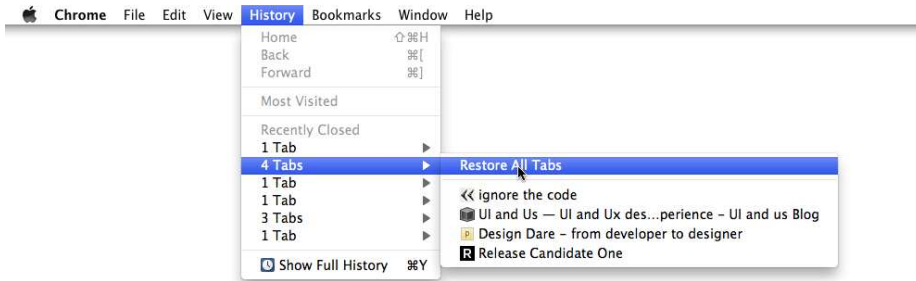 Chrome File Edit View History Bookmarks Window Help
Home ⇧⌘H
Back ⌘[
Forward ⌘]
Most Visited
Recently Closed
1 Tab
4 Tabs
1 Tab
1 Tab
3 Tabs
1 Tab
Show Full History ⌘Y
Restore All Tabs
ignore the code
UI and Us — UI and Ux des...perience – UI and us Blog
Design Dare – from developer to designer
Release Candidate One